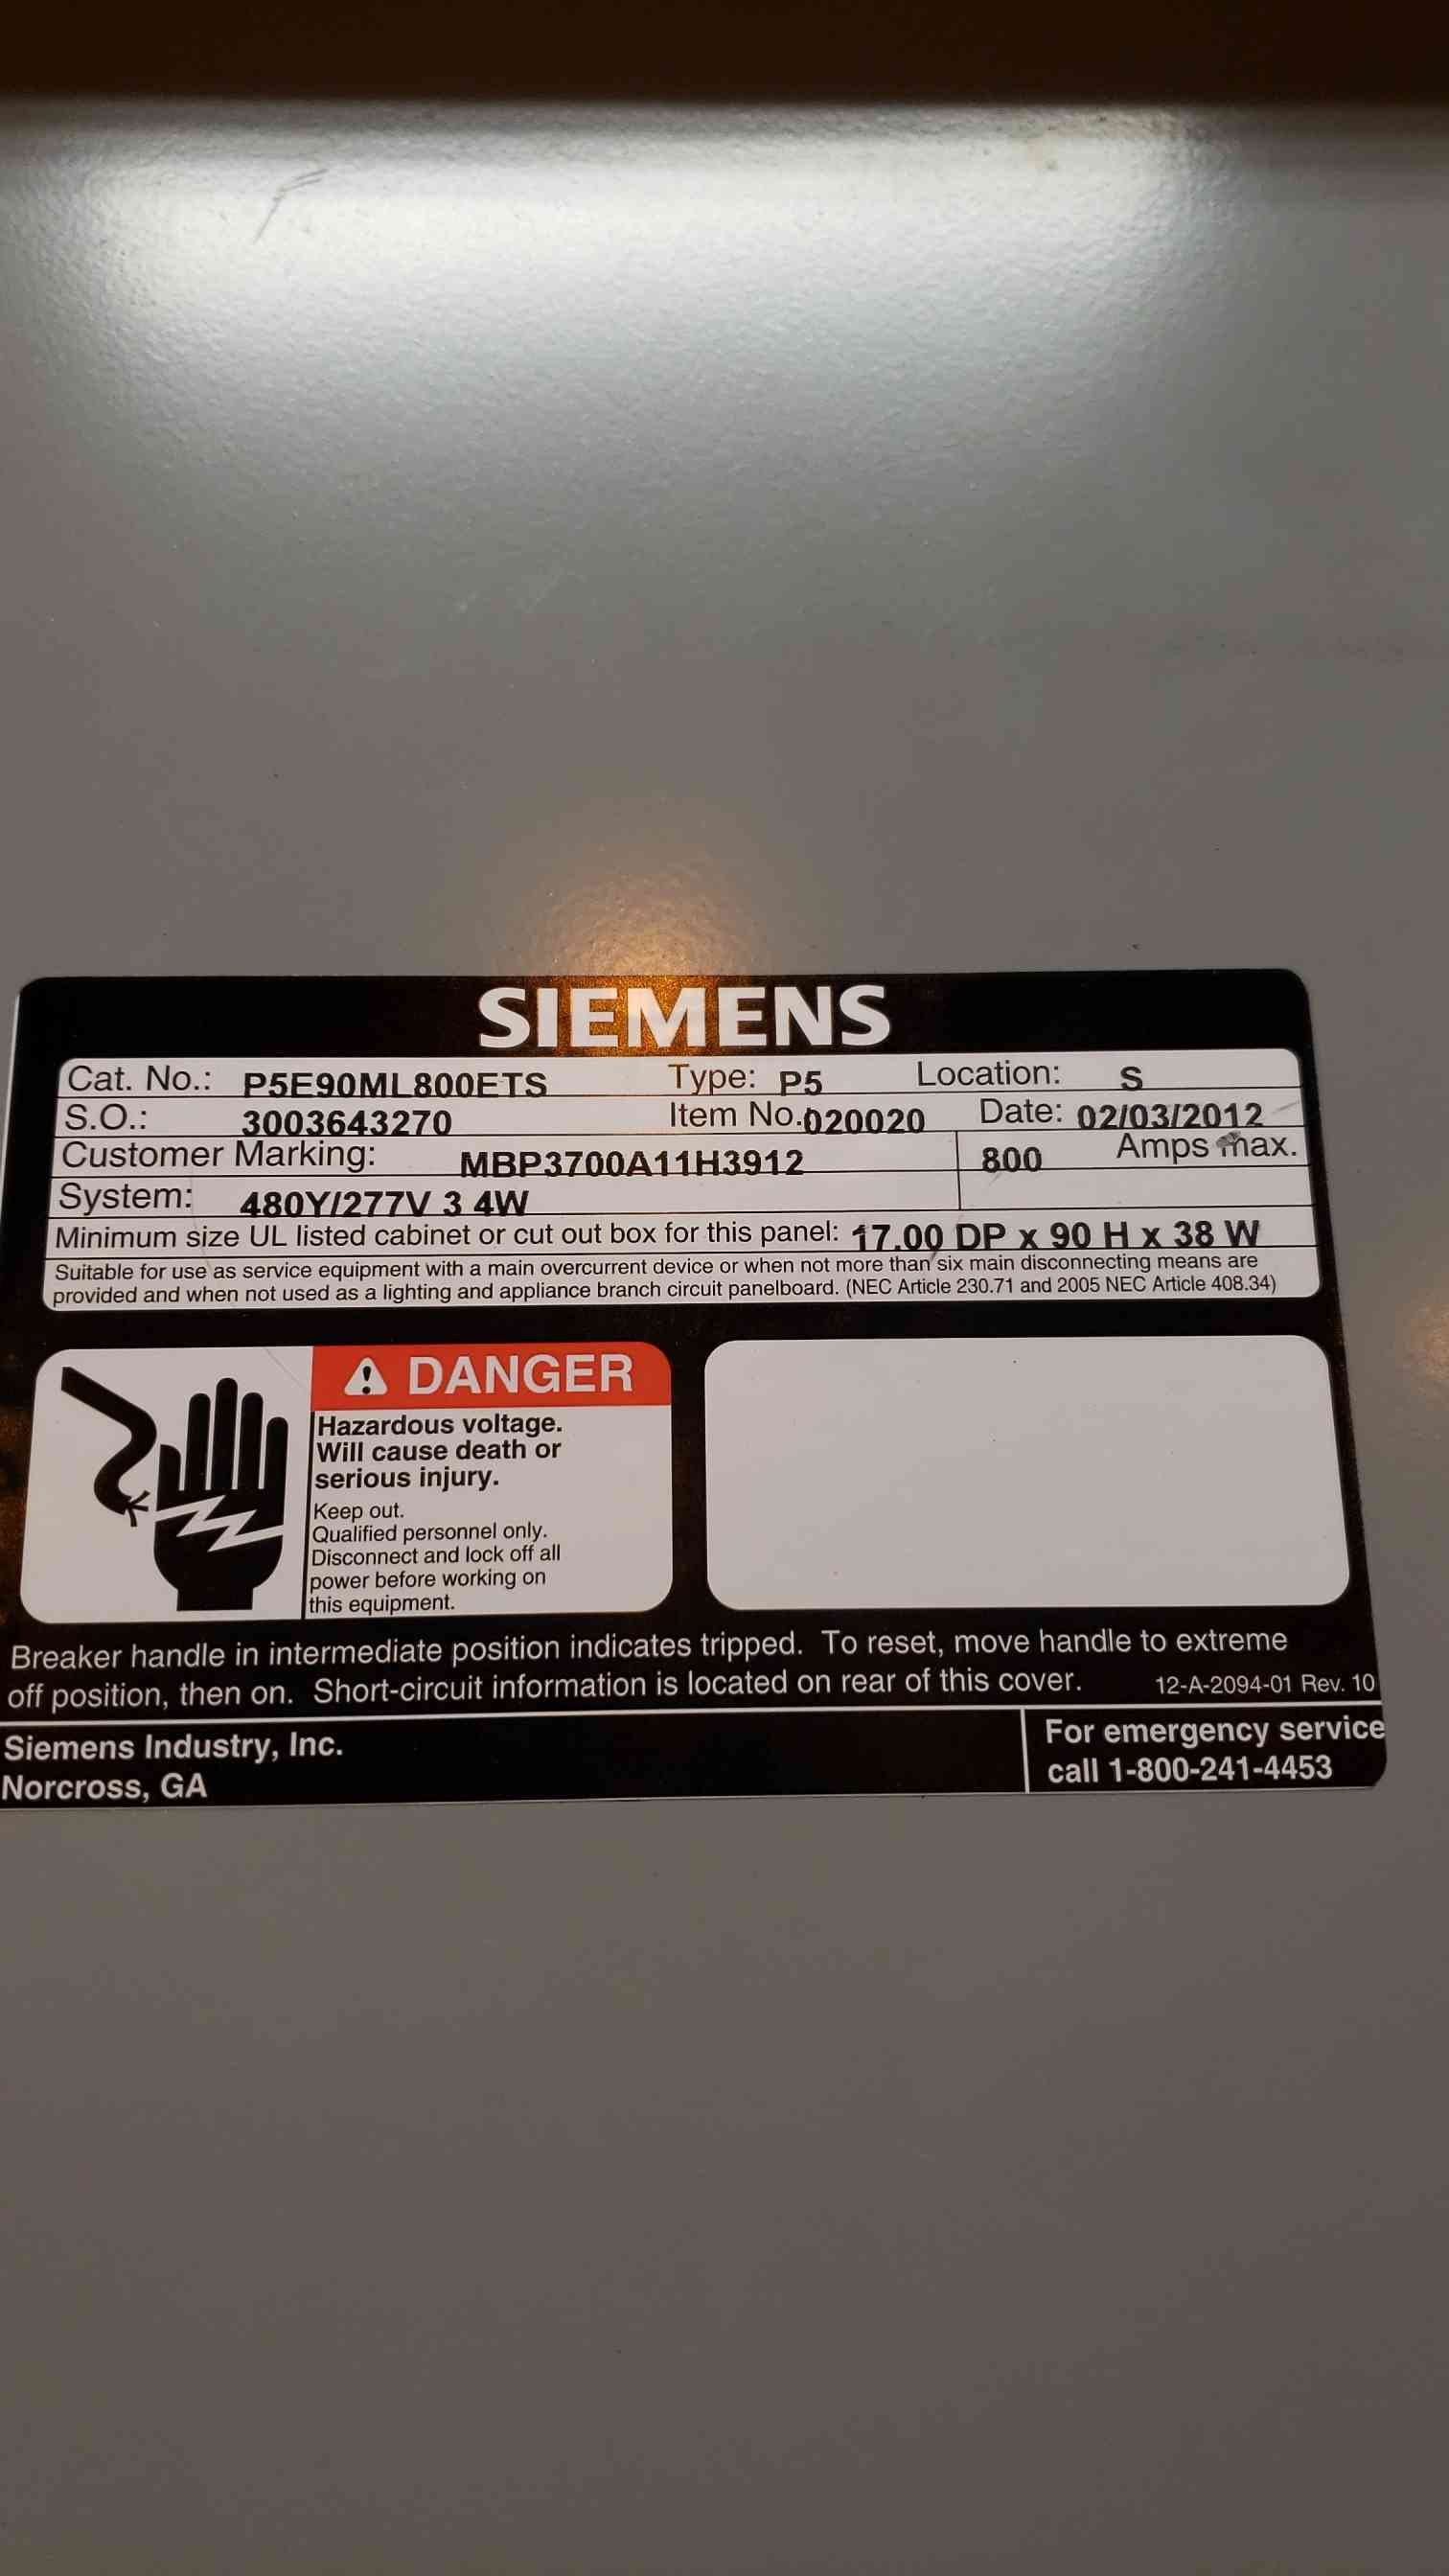 SIEMENS
Cat. No.: P5E90ML800ETS Type: P5 Location: S
S.O.: 3003643270 Item No. 020020 Date: 02/03/2012
Customer Marking: MBP3700A11H3912 800 Amps max.
System: 480Y/277V 3 4W
Minimum size UL listed cabinet or cut out box for this panel: 17.00 DP x 90 H x 38 W
Suitable for use as service equipment with a main overcurrent device or when not more than six main disconnecting means are
provided and when not used as a lighting and appliance branch circuit panelboard. (NEC Article 230.71 and 2005 NEC Article 408.34)
DANGER
Hazardous voltage.
Will cause death or
serious injury.
Keep out.
Qualified personnel only.
Disconnect and lock off all
power before working on
this equipment.
Breaker handle in intermediate position indicates tripped. To reset, move handle to extreme
off position, then on. Short-circuit information is located on rear of this cover. 12-A-2094-01 Rev. 10
Siemens Industry, Inc.
Norcross, GA
For emergency service
call 1-800-241-4453